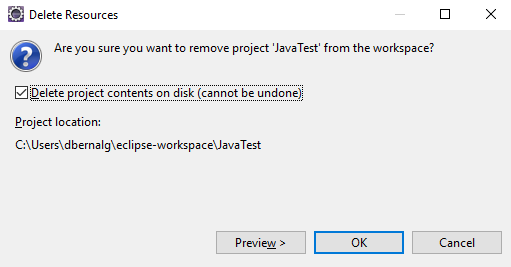 Delete Resources
Are you sure you want to remove project 'JavaTest' from the workspace?
Delete project contents on disk (cannot be undone)
Project location:
C:\Users\dbernalg\eclipse-workspace\JavaTest
Preview >
OK
Cancel